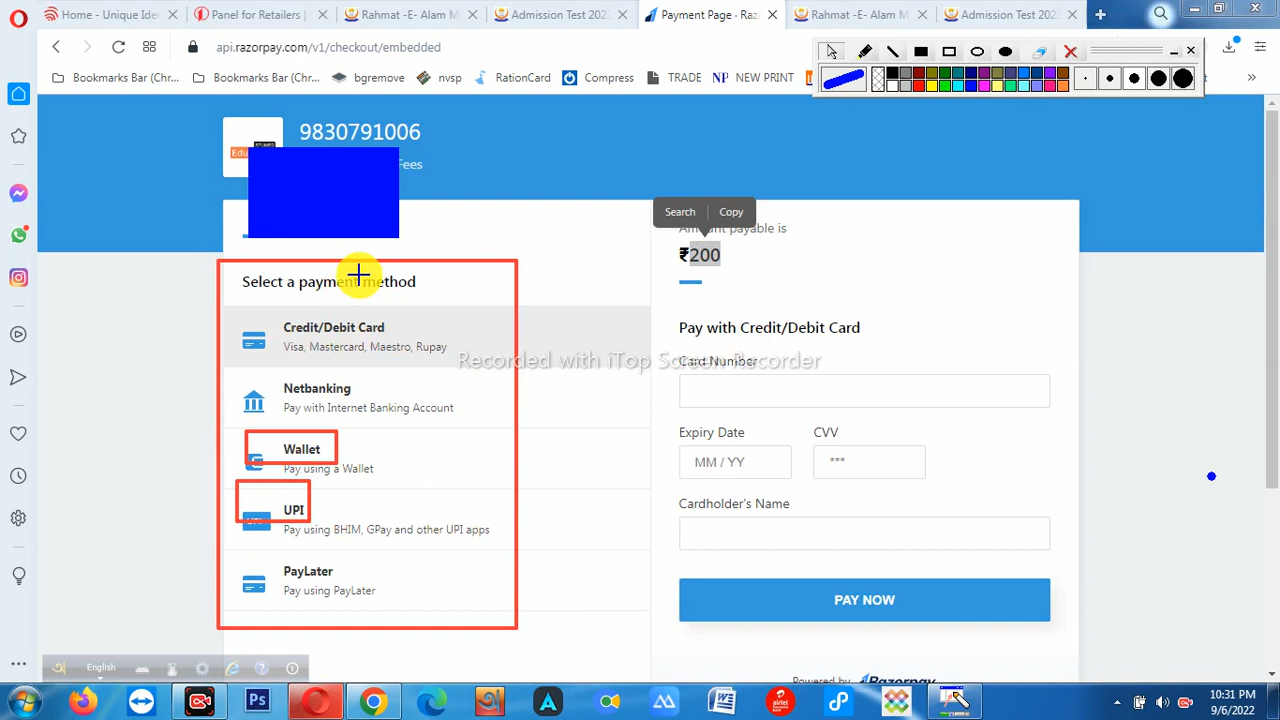 Home - Unique Ide
Panel for Retailers |
Rahmat -E- Alam M
Admission Test 202
Payment Page - Ra
Rahmat -E- Alam M
Admission Test 202
api.razorpay.com/v1/checkout/embedded
Bookmarks Bar (Chr...
Bookmarks Bar (Chr...
bgremove
nvsp
RationCard
Compress
TRADE
NEW PRINT
9830791006
Edu
Fees
Search
Copy
Amount payable is
₹200
Select a payment method
Credit/Debit Card
Visa, Mastercard, Maestro, Rupay
Netbanking
Pay with Internet Banking Account
Wallet
Pay using a Wallet
UPI
Pay using BHIM, GPay and other UPI apps
PayLater
Pay using PayLater
Pay with Credit/Debit Card
Card Number
Recorded with iTop Screen Recorder
Expiry Date
CVV
MM / YY
***
Cardholder's Name
PAY NOW
Powered by Razorpay
English
10:31 PM
9/6/2022